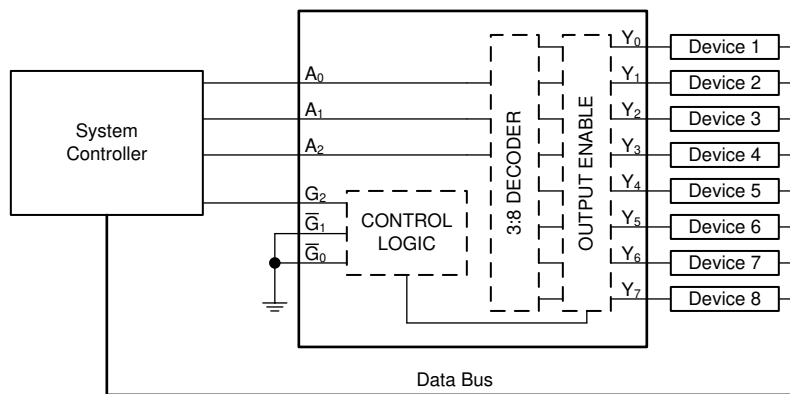 System
Controller
A₀
A₁
A₂
G₂
G̅₁
G̅₀
CONTROL
LOGIC
3:8 DECODER
OUTPUT ENABLE
Y₀
Y₁
Y₂
Y₃
Y₄
Y₅
Y₆
Y₇
Device 1
Device 2
Device 3
Device 4
Device 5
Device 6
Device 7
Device 8
Data Bus